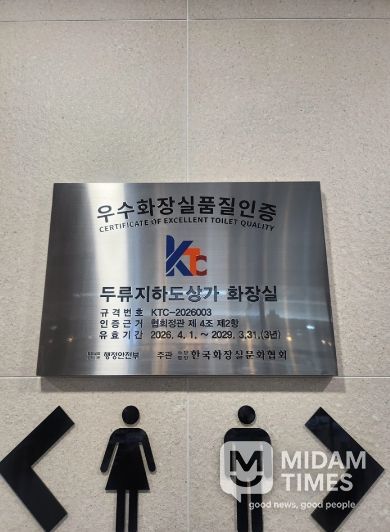 우수화장실품질인증
CERTIFICATE OF EXCELLENT TOILET QUALITY
KTC
두류지하도상가 화장실
규격번호 KTC-2026003
인증근거 협회정관 제 4조 제2항
유효기간 2026. 4. 1. ~ 2029. 3.31.(3년)
행정안전부 주관 한국화장실문화협회
M
MIDAM
TIMES
good news, good people